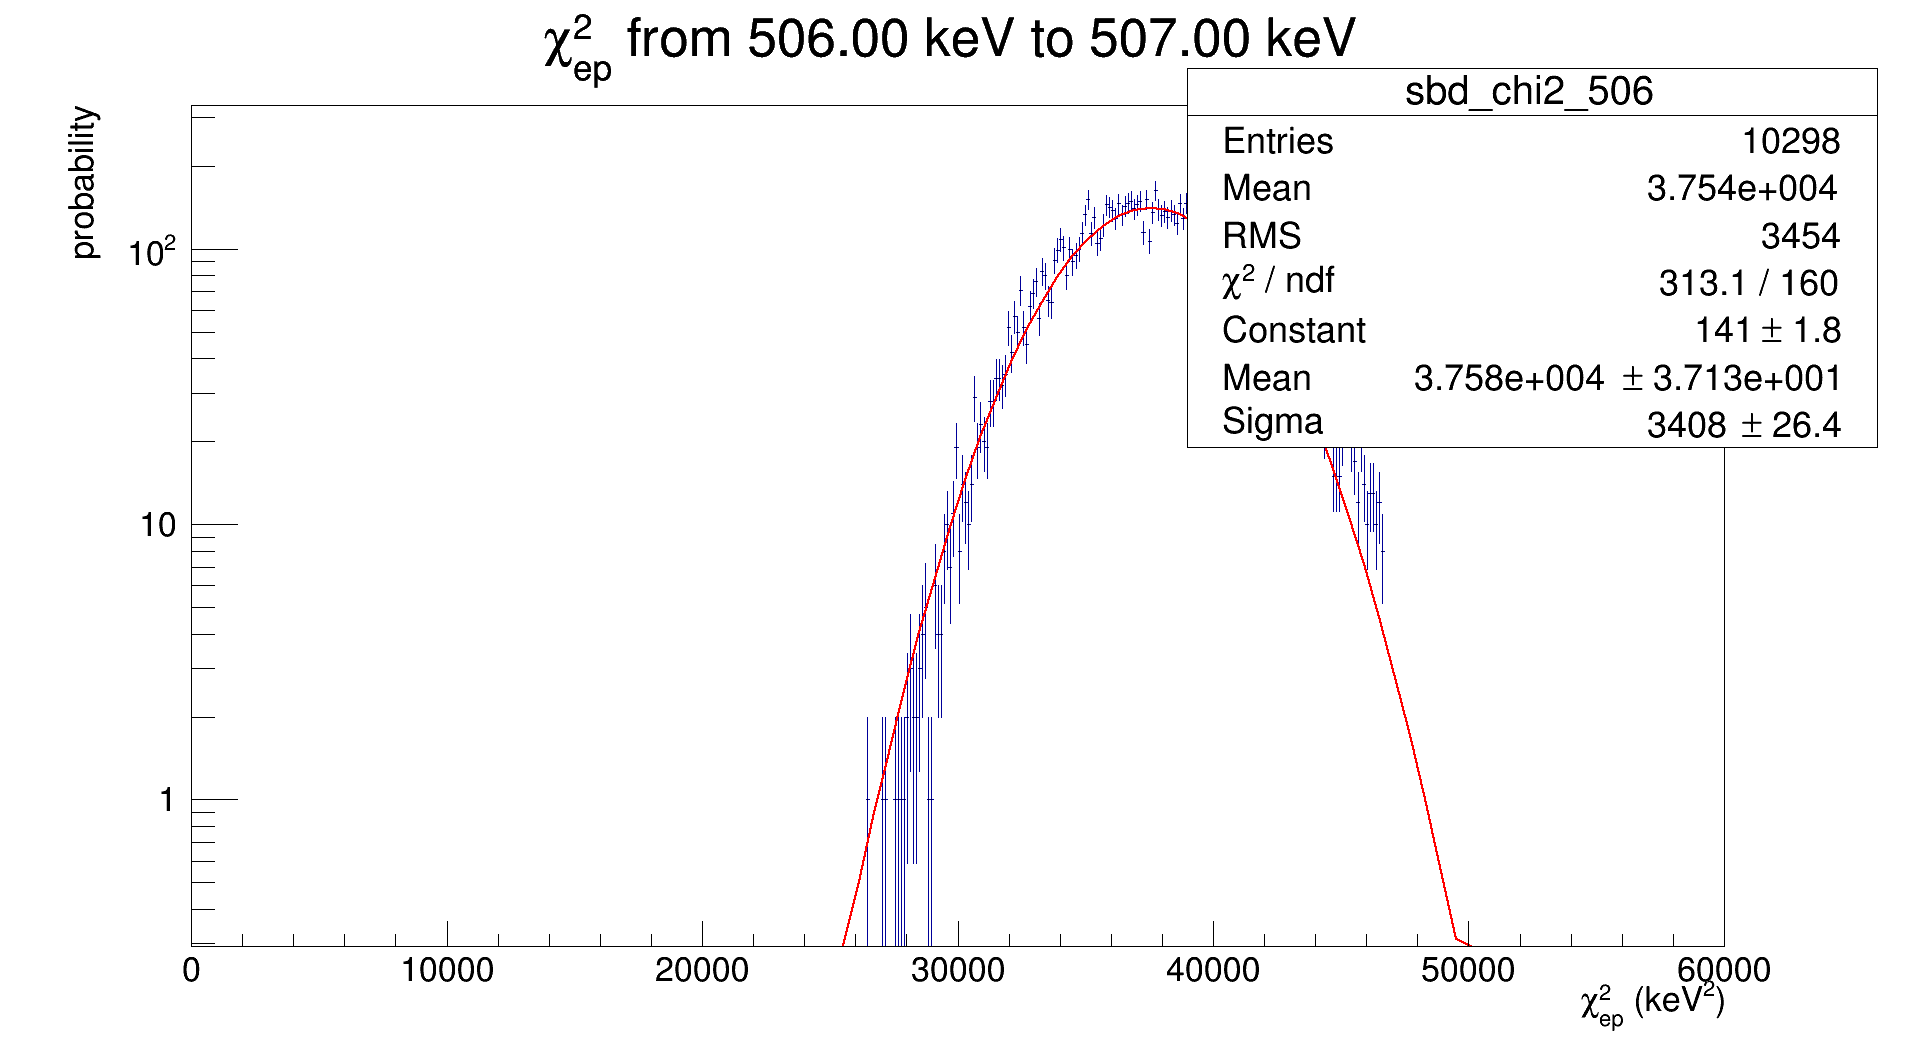 χ²ep from 506.00 keV to 507.00 keV
sbd_chi2_506
Entries 10298
Mean 3.754e+004
RMS 3454
χ² / ndf 313.1 / 160
Constant 141 ± 1.8
Mean 3.758e+004 ± 3.713e+001
Sigma 3408 ± 26.4
probability
10²
10
1
0 10000 20000 30000 40000 50000 60000
χ²ep (keV²)